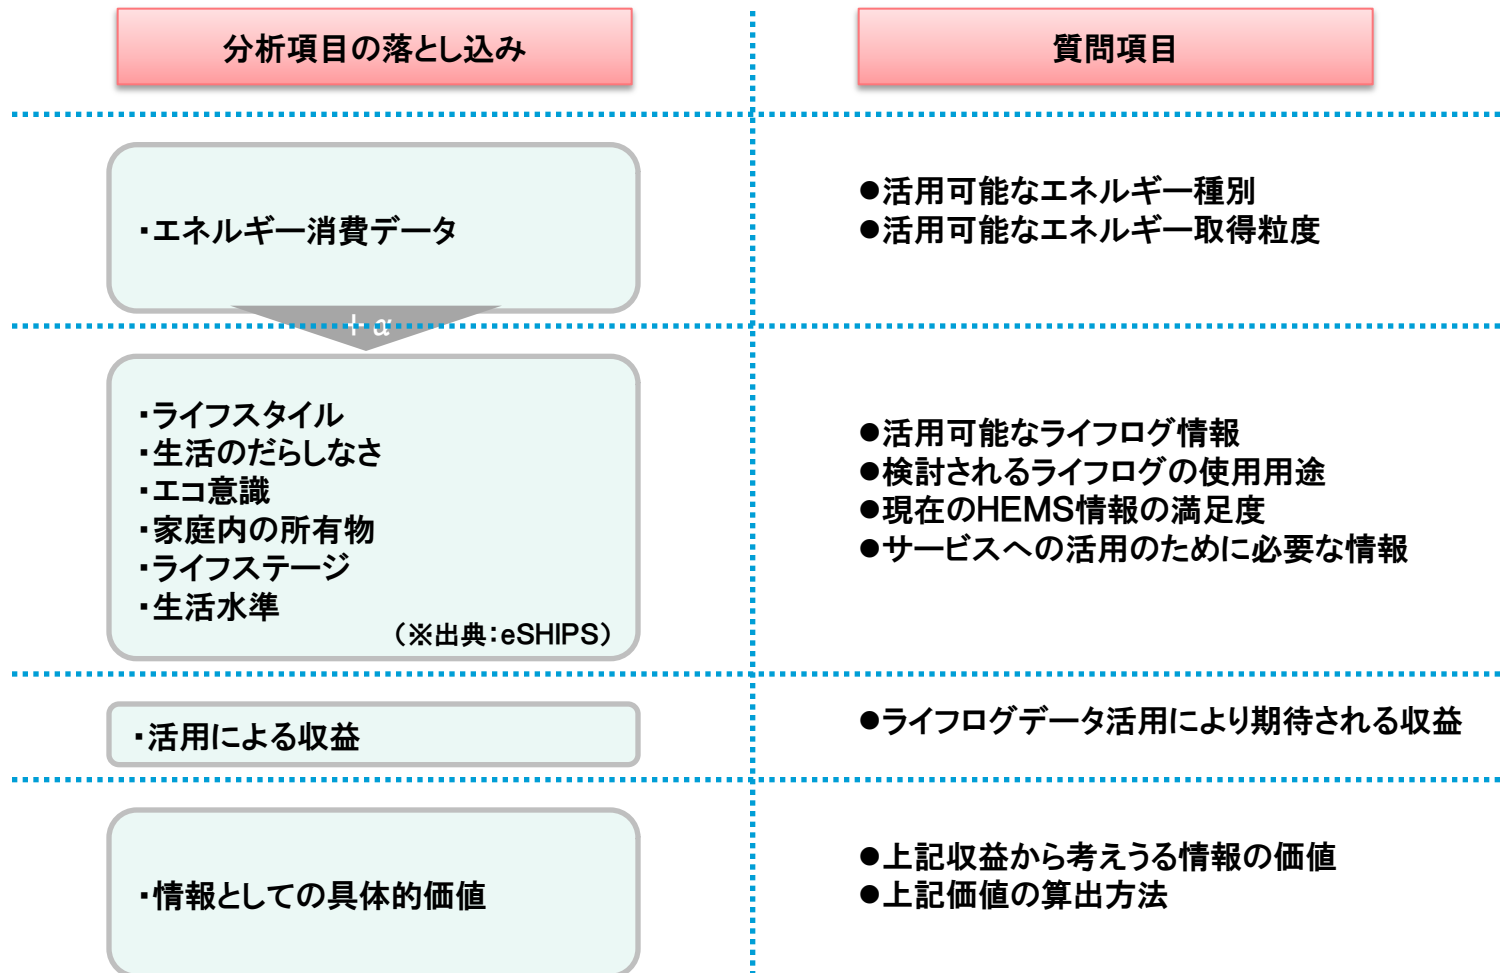 分析項目の落とし込み
質問項目
・エネルギー消費データ
●活用可能なエネルギー種別
●活用可能なエネルギー取得粒度
＋α
・ライフスタイル
・生活のだらしなさ
・エコ意識
・家庭内の所有物
・ライフステージ
・生活水準
（※出典：eSHIPS）
●活用可能なライフログ情報
●検討されるライフログの使用用途
●現在のHEMS情報の満足度
●サービスへの活用のために必要な情報
・活用による収益
●ライフログデータ活用により期待される収益
・情報としての具体的価値
●上記収益から考えうる情報の価値
●上記価値の算出方法